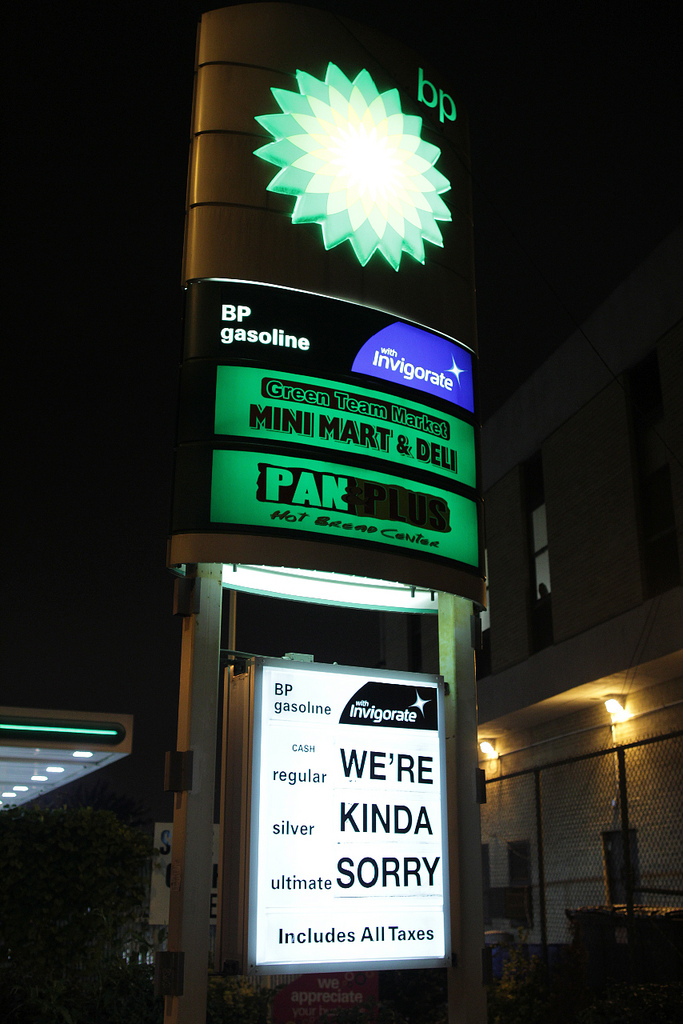 bp
BP
gasoline
with
Invigorate
Green Team Market
MINI MART & DELI
PAN PLUS
HOT BREAD CENTER
BP
gasoline
with
Invigorate
CASH
regular WE'RE
silver KINDA
ultimate SORRY
Includes All Taxes
we
appreciate
your